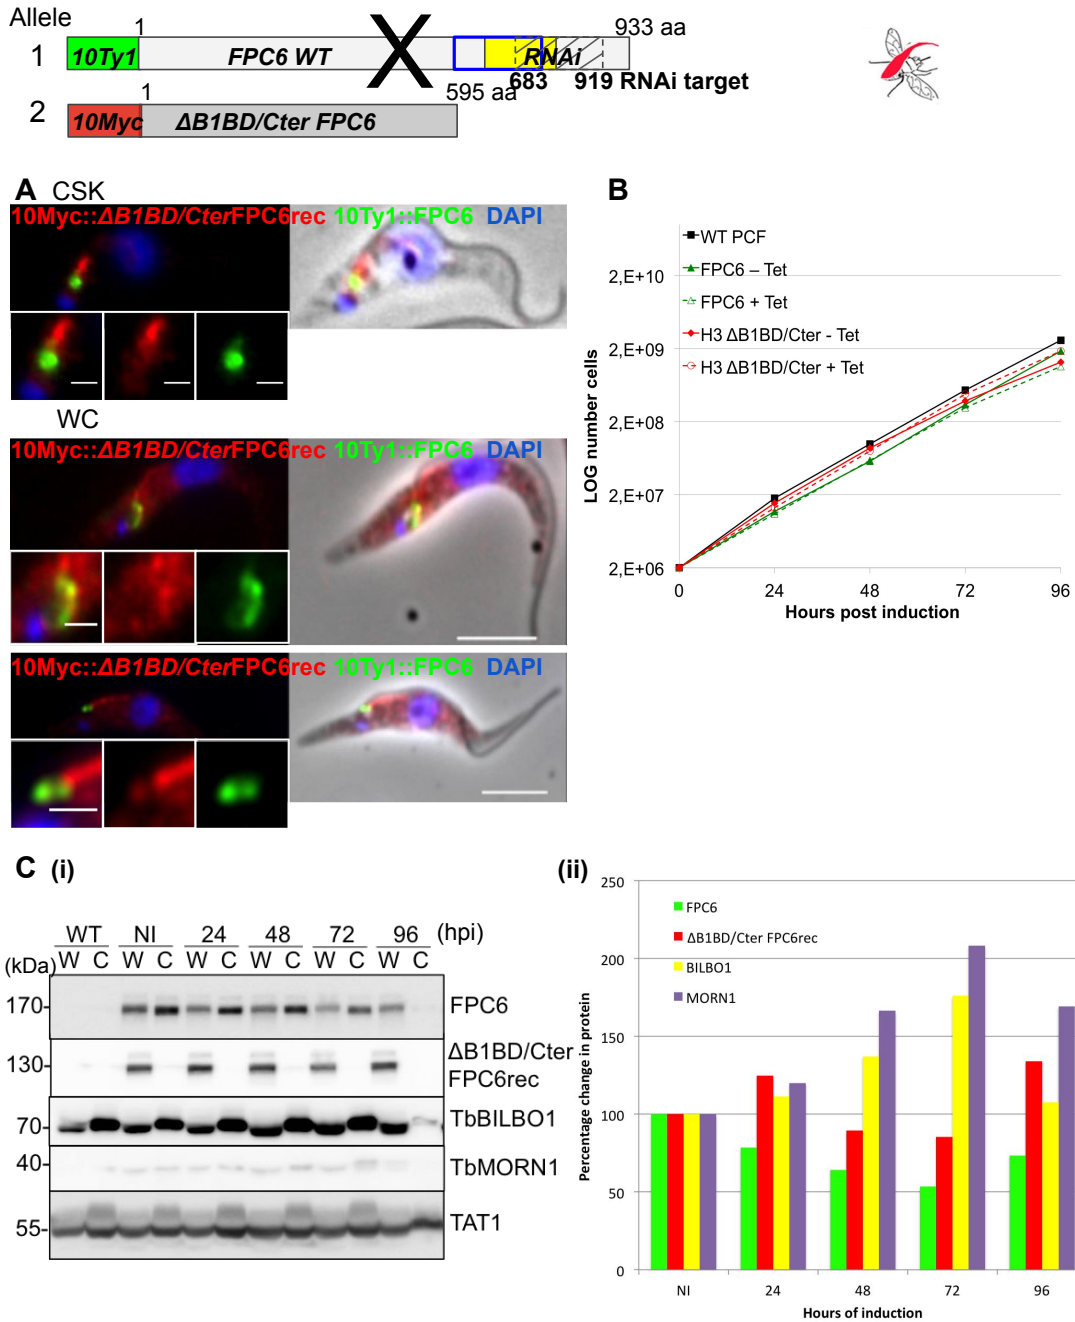 Allele
1 933 aa
1 10Ty1 FPC6 WT X RNAi
683 919 RNAi target
1 595 aa
2 10Myc ΔB1BD/Cter FPC6
A CSK
10Myc::ΔB1BD/CterFPC6rec 10Ty1::FPC6 DAPI
WC
10Myc::ΔB1BD/CterFPC6rec 10Ty1::FPC6 DAPI
10Myc::ΔB1BD/CterFPC6rec 10Ty1::FPC6 DAPI
B
WT PCF
FPC6 – Tet
FPC6 + Tet
H3 ΔB1BD/Cter - Tet
H3 ΔB1BD/Cter + Tet
2,E+10
2,E+09
2,E+08
2,E+07
2,E+06
LOG number cells
0 24 48 72 96
Hours post induction
C (i)
WT NI 24 48 72 96 (hpi)
(kDa) W C W C W C W C W C W C
170- FPC6
130- ΔB1BD/Cter
FPC6rec
70- TbBILBO1
40- TbMORN1
55- TAT1
(ii)
250
200
150
100
50
0
Percentage change in protein
FPC6
ΔB1BD/Cter FPC6rec
BILBO1
MORN1
NI 24 48 72 96
Hours of induction